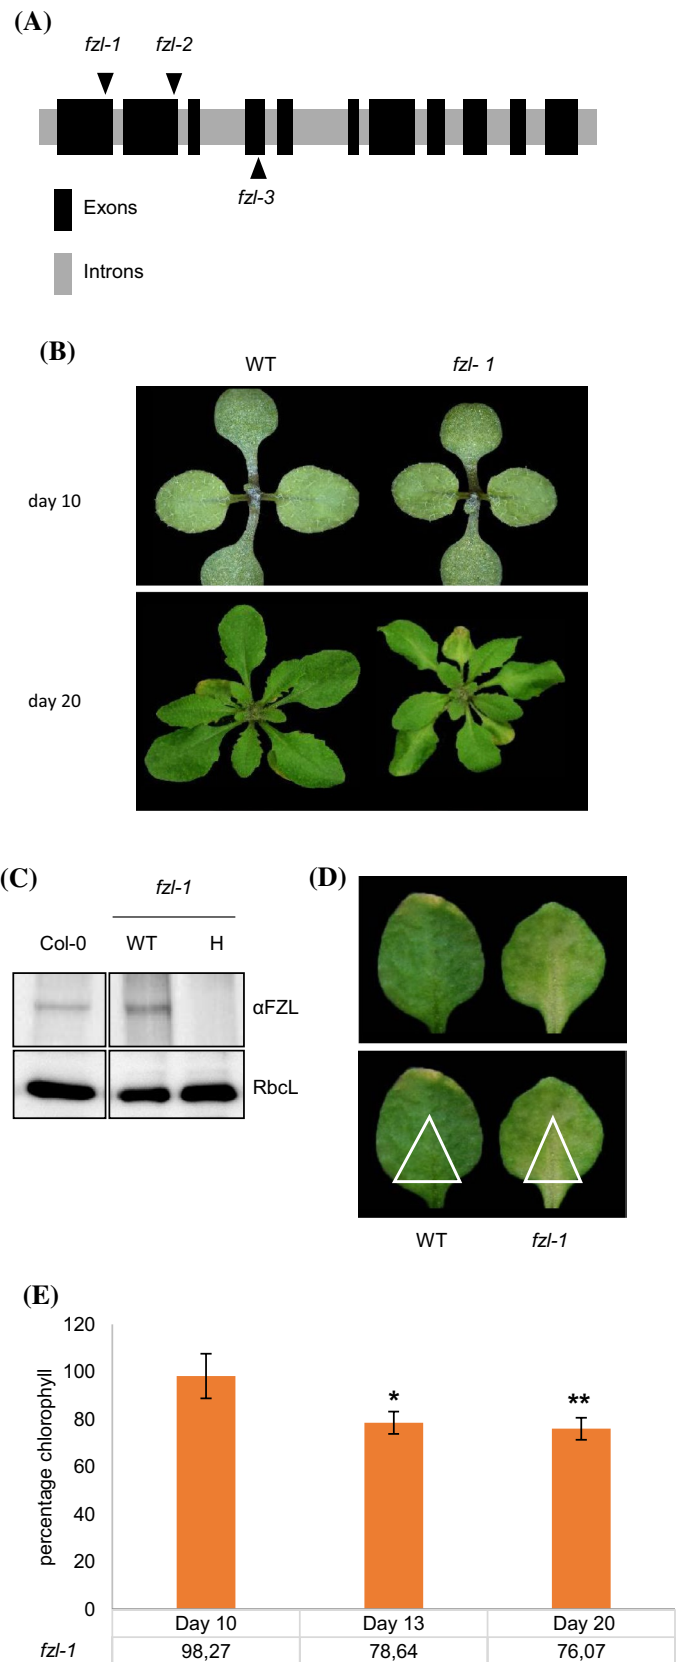 (A)
fzl-1 fzl-2
fzl-3
Exons
Introns
(B)
WT fzl- 1
day 10
day 20
(C)
fzl-1
Col-0 WT H
αFZL
RbcL
(D)
WT fzl-1
(E)
percentage chlorophyll
120
100
80
60
40
20
0
*
**
Day 10 Day 13 Day 20
fzl-1 98,27 78,64 76,07